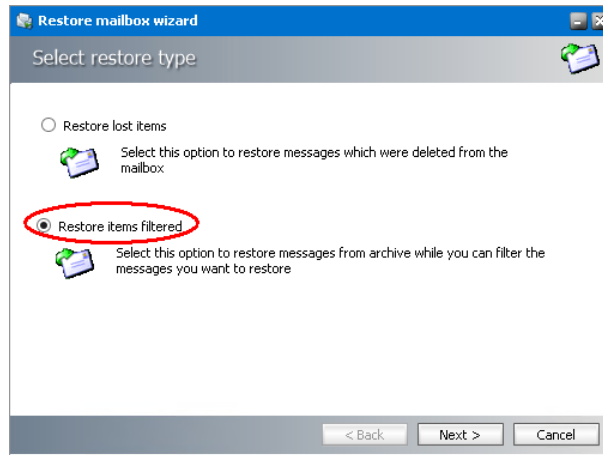 Restore mailbox wizard
Select restore type
Restore lost items
Select this option to restore messages which were deleted from the
mailbox
Restore items filtered
Select this option to restore messages from archive while you can filter the
messages you want to restore
< Back Next > Cancel